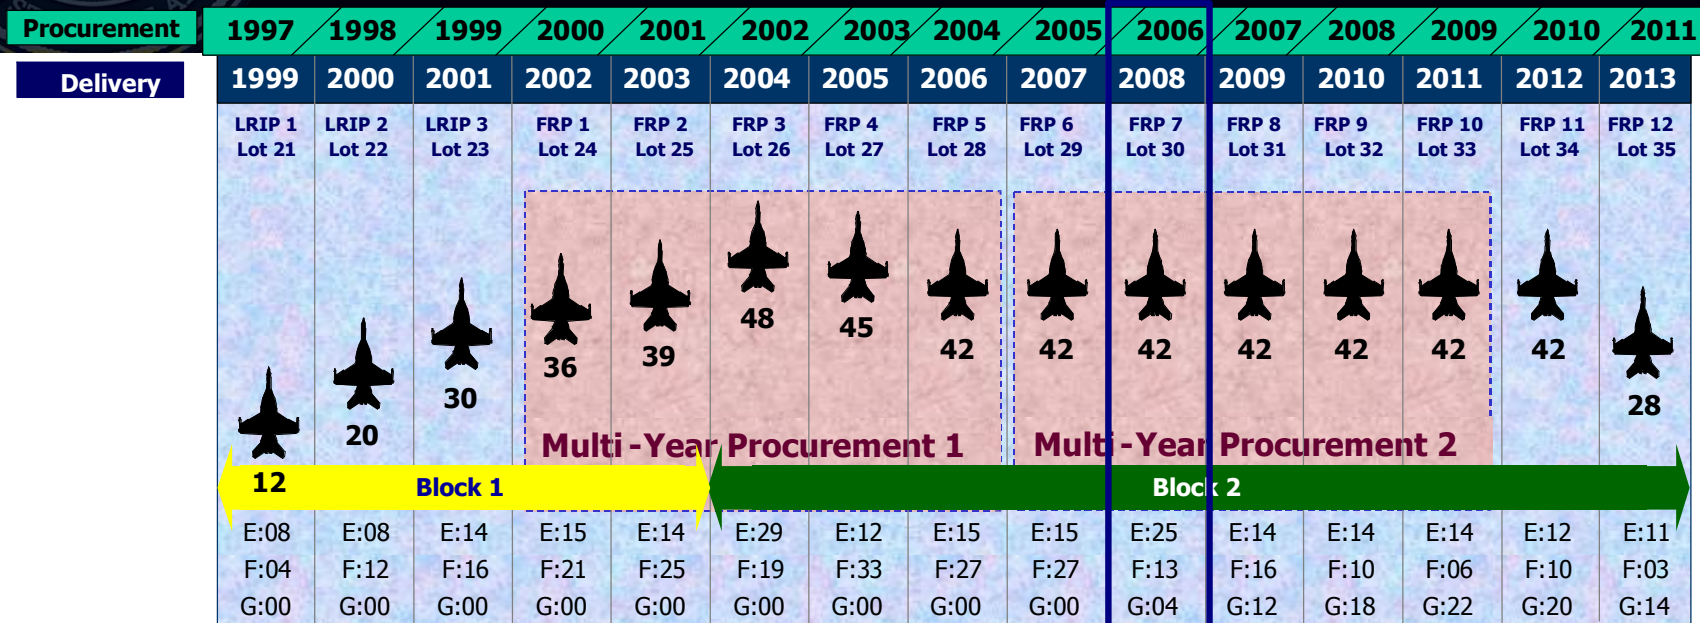 Procurement 1997 1998 1999 2000 2001 2002 2003 2004 2005 2006 2007 2008 2009 2010 2011
Delivery 1999 2000 2001 2002 2003 2004 2005 2006 2007 2008 2009 2010 2011 2012 2013
LRIP 1 LRIP 2 LRIP 3 FRP 1 FRP 2 FRP 3 FRP 4 FRP 5 FRP 6 FRP 7 FRP 8 FRP 9 FRP 10 FRP 11 FRP 12
Lot 21 Lot 22 Lot 23 Lot 24 Lot 25 Lot 26 Lot 27 Lot 28 Lot 29 Lot 30 Lot 31 Lot 32 Lot 33 Lot 34 Lot 35
12 20 30 36 39 48 45 42 42 42 42 42 42 42 28
Multi-Year Procurement 1 Multi-Year Procurement 2
Block 1 Block 2
E:08 E:08 E:14 E:15 E:14 E:29 E:12 E:15 E:15 E:25 E:14 E:14 E:14 E:12 E:11
F:04 F:12 F:16 F:21 F:25 F:19 F:33 F:27 F:27 F:13 F:16 F:10 F:06 F:10 F:03
G:00 G:00 G:00 G:00 G:00 G:00 G:00 G:00 G:00 G:04 G:12 G:18 G:22 G:20 G:14